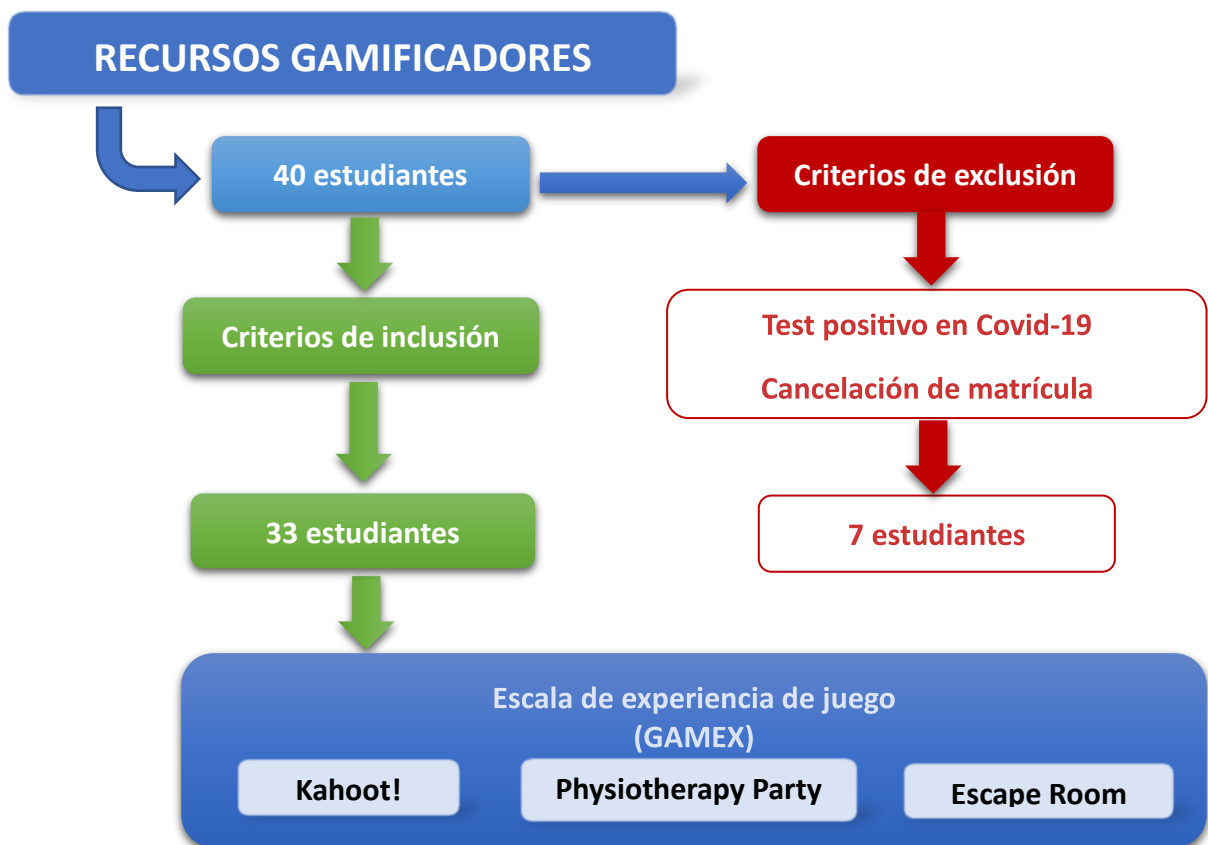 RECURSOS GAMIFICADORES
40 estudiantes
Criterios de exclusión
Criterios de inclusión
Test positivo en Covid-19
Cancelación de matrícula
33 estudiantes
7 estudiantes
Escala de experiencia de juego
(GAMEX)
Kahoot!
Physiotherapy Party
Escape Room